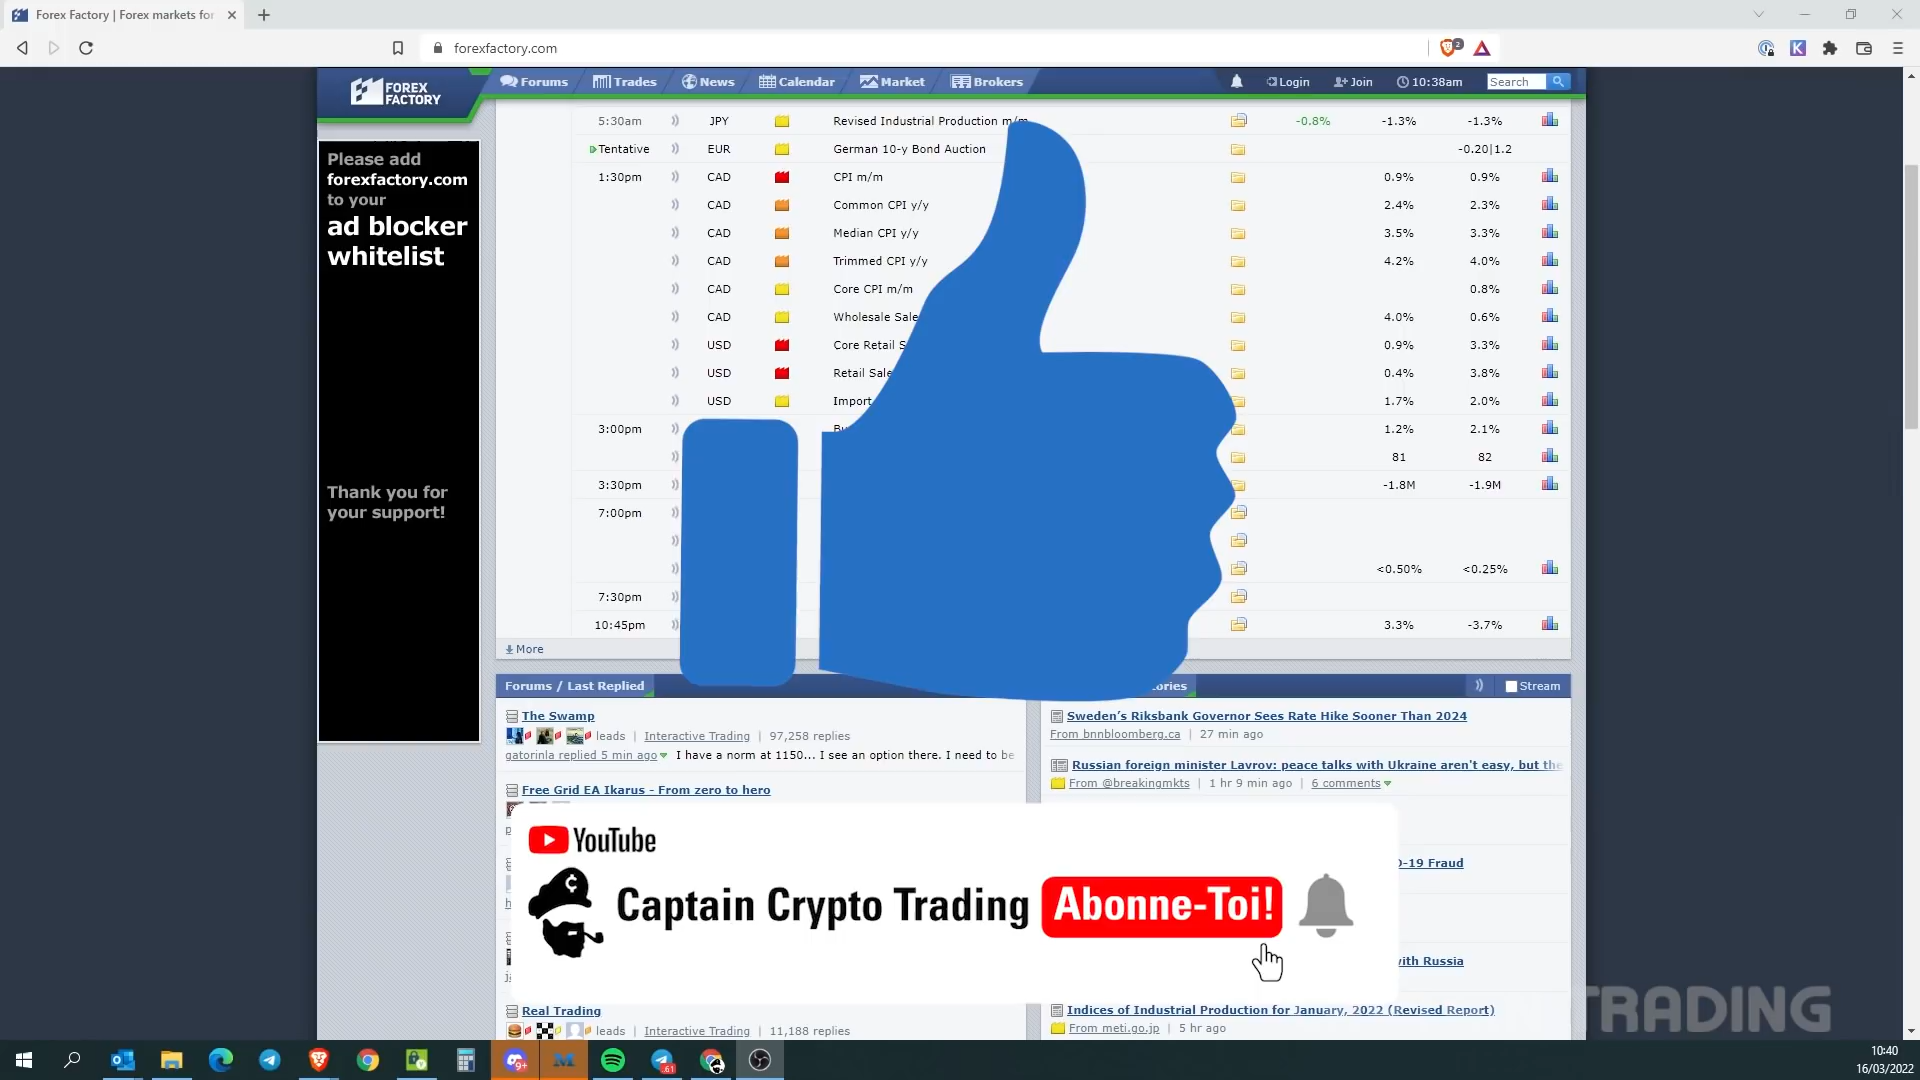 Forex Factory | Forex markets for
forexfactory.com
2
K
FOREX
FACTORY
Forums
Trades
News
Calendar
Market
Brokers
Login
Join
10:38am
Search
Please add
forexfactory.com
to your
ad blocker
whitelist
Thank you for
your support!
5:30am JPY Revised Industrial Production m/m -0.8% -1.3% -1.3%
Tentative EUR German 10-y Bond Auction -0.20|1.2
1:30pm CAD CPI m/m 0.9% 0.9%
CAD Common CPI y/y 2.4% 2.3%
CAD Median CPI y/y 3.5% 3.3%
CAD Trimmed CPI y/y 4.2% 4.0%
CAD Core CPI m/m 0.8%
CAD Wholesale Sale 4.0% 0.6%
USD Core Retail S 0.9% 3.3%
USD Retail Sale 0.4% 3.8%
USD Import 1.7% 2.0%
3:00pm 1.2% 2.1%
81 82
3:30pm -1.8M -1.9M
7:00pm
<0.50% <0.25%
7:30pm
10:45pm 3.3% -3.7%
More
Forums / Last Replied
The Swamp
leads | Interactive Trading | 97,258 replies
gatorinla replied 5 min ago I have a norm at 1150... I see an option there. I need to be
Free Grid EA Ikarus - From zero to hero
Real Trading
leads | Interactive Trading | 11,188 replies
ories
Stream
Sweden's Riksbank Governor Sees Rate Hike Sooner Than 2024
From bnnbloomberg.ca | 27 min ago
Russian foreign minister Lavrov: peace talks with Ukraine aren't easy, but the
From @breakingmkts | 1 hr 9 min ago | 6 comments
-19 Fraud
with Russia
Indices of Industrial Production for January, 2022 (Revised Report)
From meti.go.jp | 5 hr ago
YouTube
Captain Crypto Trading
Abonne-Toi!
TRADING
9+
M
61
10:40
16/03/2022